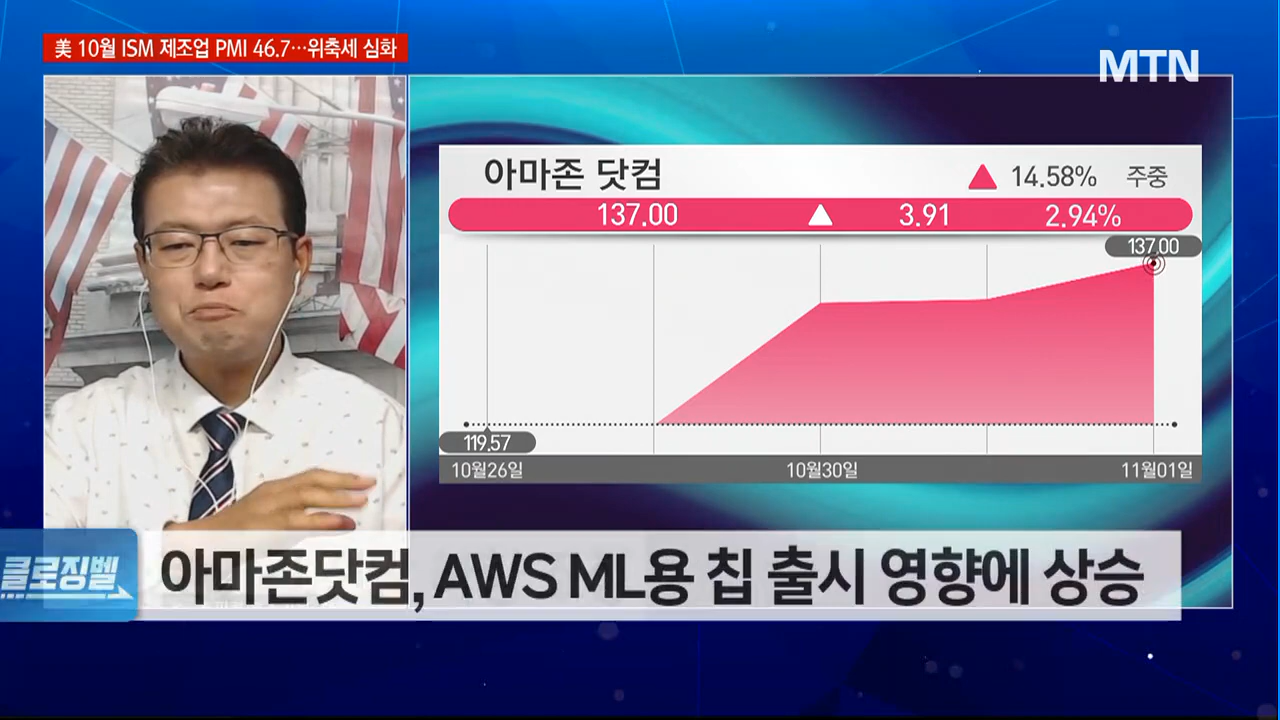 美 10월 ISM 제조업 PMI 46.7…위축세 심화
MTN
아마존 닷컴 ▲ 14.58% 주중
137.00 △ 3.91 2.94%
137.00
119.57
10월26일 10월30일 11월01일
클로징벨
아마존닷컴, AWS ML용 칩 출시 영향에 상승